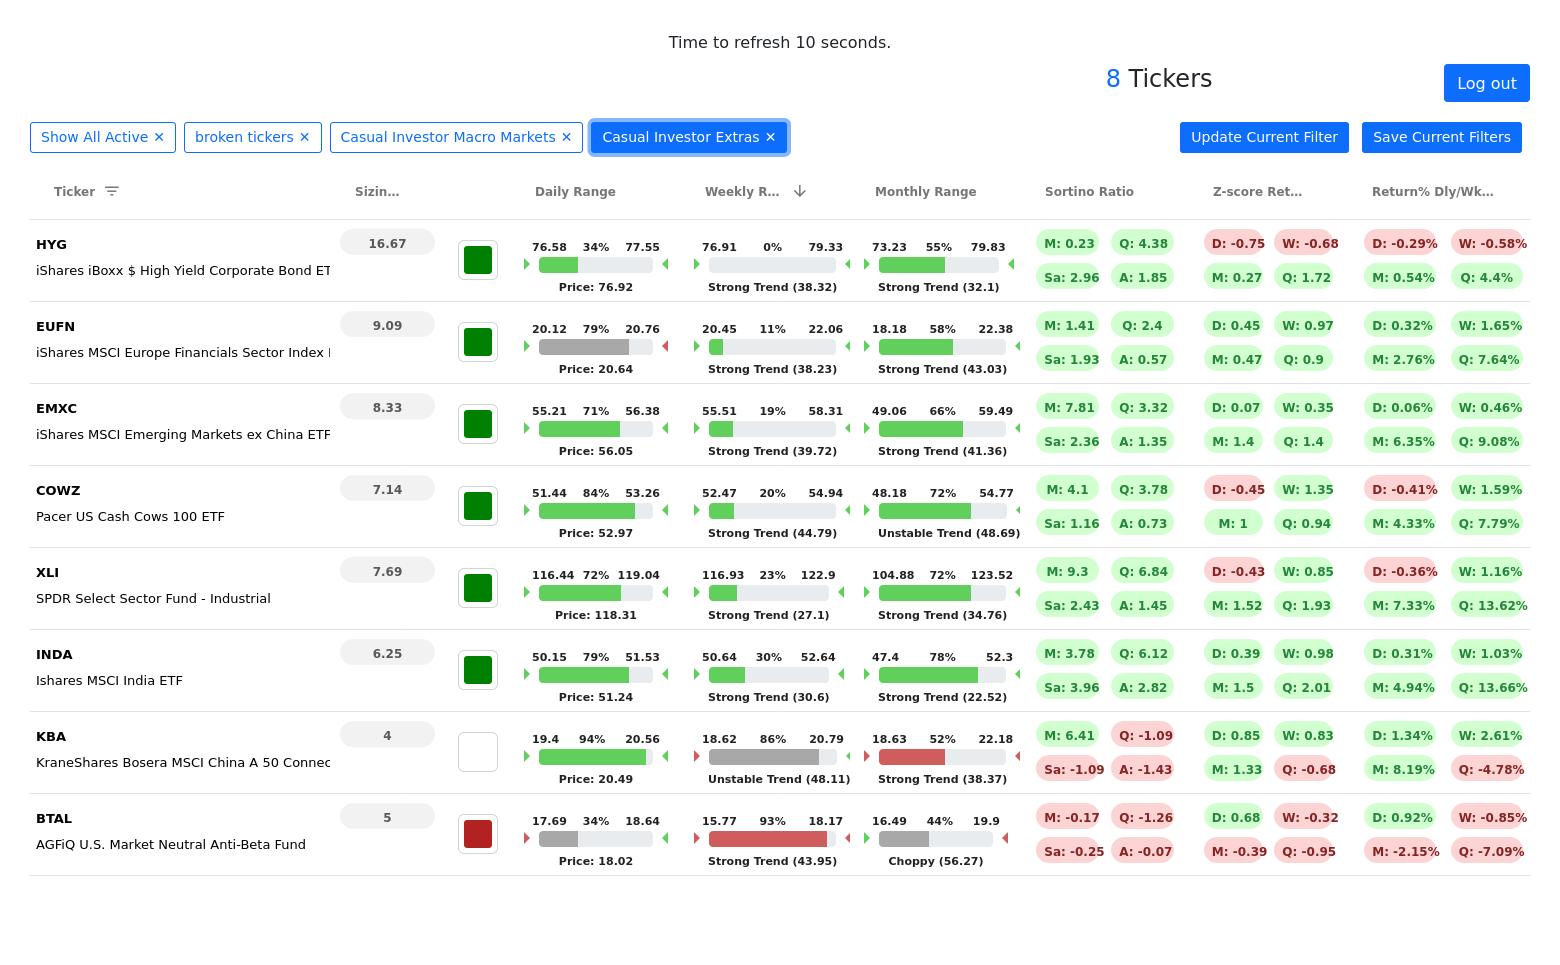 Time to refresh 10 seconds.
8 Tickers
Log out
Show All Active ✕ broken tickers ✕ Casual Investor Macro Markets ✕ Casual Investor Extras ✕ Update Current Filter Save Current Filters
Ticker Sizin... Daily Range Weekly R... Monthly Range Sortino Ratio Z-score Ret... Return% Dly/Wk...
HYG 16.67 76.58 34% 77.55 76.91 0% 79.33 73.23 55% 79.83 M: 0.23 Q: 4.38 D: -0.75 W: -0.68 D: -0.29% W: -0.58%
iShares iBoxx $ High Yield Corporate Bond ET Price: 76.92 Strong Trend (38.32) Strong Trend (32.1) Sa: 2.96 A: 1.85 M: 0.27 Q: 1.72 M: 0.54% Q: 4.4%
EUFN 9.09 20.12 79% 20.76 20.45 11% 22.06 18.18 58% 22.38 M: 1.41 Q: 2.4 D: 0.45 W: 0.97 D: 0.32% W: 1.65%
iShares MSCI Europe Financials Sector Index Price: 20.64 Strong Trend (38.23) Strong Trend (43.03) Sa: 1.93 A: 0.57 M: 0.47 Q: 0.9 M: 2.76% Q: 7.64%
EMXC 8.33 55.21 71% 56.38 55.51 19% 58.31 49.06 66% 59.49 M: 7.81 Q: 3.32 D: 0.07 W: 0.35 D: 0.06% W: 0.46%
iShares MSCI Emerging Markets ex China ETF Price: 56.05 Strong Trend (39.72) Strong Trend (41.36) Sa: 2.36 A: 1.35 M: 1.4 Q: 1.4 M: 6.35% Q: 9.08%
COWZ 7.14 51.44 84% 53.26 52.47 20% 54.94 48.18 72% 54.77 M: 4.1 Q: 3.78 D: -0.45 W: 1.35 D: -0.41% W: 1.59%
Pacer US Cash Cows 100 ETF Price: 52.97 Strong Trend (44.79) Unstable Trend (48.69) Sa: 1.16 A: 0.73 M: 1 Q: 0.94 M: 4.33% Q: 7.79%
XLI 7.69 116.44 72% 119.04 116.93 23% 122.9 104.88 72% 123.52 M: 9.3 Q: 6.84 D: -0.43 W: 0.85 D: -0.36% W: 1.16%
SPDR Select Sector Fund - Industrial Price: 118.31 Strong Trend (27.1) Strong Trend (34.76) Sa: 2.43 A: 1.45 M: 1.52 Q: 1.93 M: 7.33% Q: 13.62%
INDA 6.25 50.15 79% 51.53 50.64 30% 52.64 47.4 78% 52.3 M: 3.78 Q: 6.12 D: 0.39 W: 0.98 D: 0.31% W: 1.03%
Ishares MSCI India ETF Price: 51.24 Strong Trend (30.6) Strong Trend (22.52) Sa: 3.96 A: 2.82 M: 1.5 Q: 2.01 M: 4.94% Q: 13.66%
KBA 4 19.4 94% 20.56 18.62 86% 20.79 18.63 52% 22.18 M: 6.41 Q: -1.09 D: 0.85 W: 0.83 D: 1.34% W: 2.61%
KraneShares Bosera MSCI China A 50 Connec Price: 20.49 Unstable Trend (48.11) Strong Trend (38.37) Sa: -1.09 A: -1.43 M: 1.33 Q: -0.68 M: 8.19% Q: -4.78%
BTAL 5 17.69 34% 18.64 15.77 93% 18.17 16.49 44% 19.9 M: -0.17 Q: -1.26 D: 0.68 W: -0.32 D: 0.92% W: -0.85%
AGFiQ U.S. Market Neutral Anti-Beta Fund Price: 18.02 Strong Trend (43.95) Choppy (56.27) Sa: -0.25 A: -0.07 M: -0.39 Q: -0.95 M: -2.15% Q: -7.09%